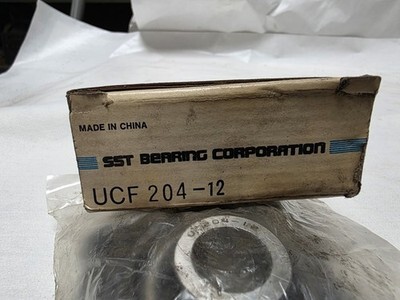 MADE IN CHINA
SST BEARING CORPORATION
UCF 204-12